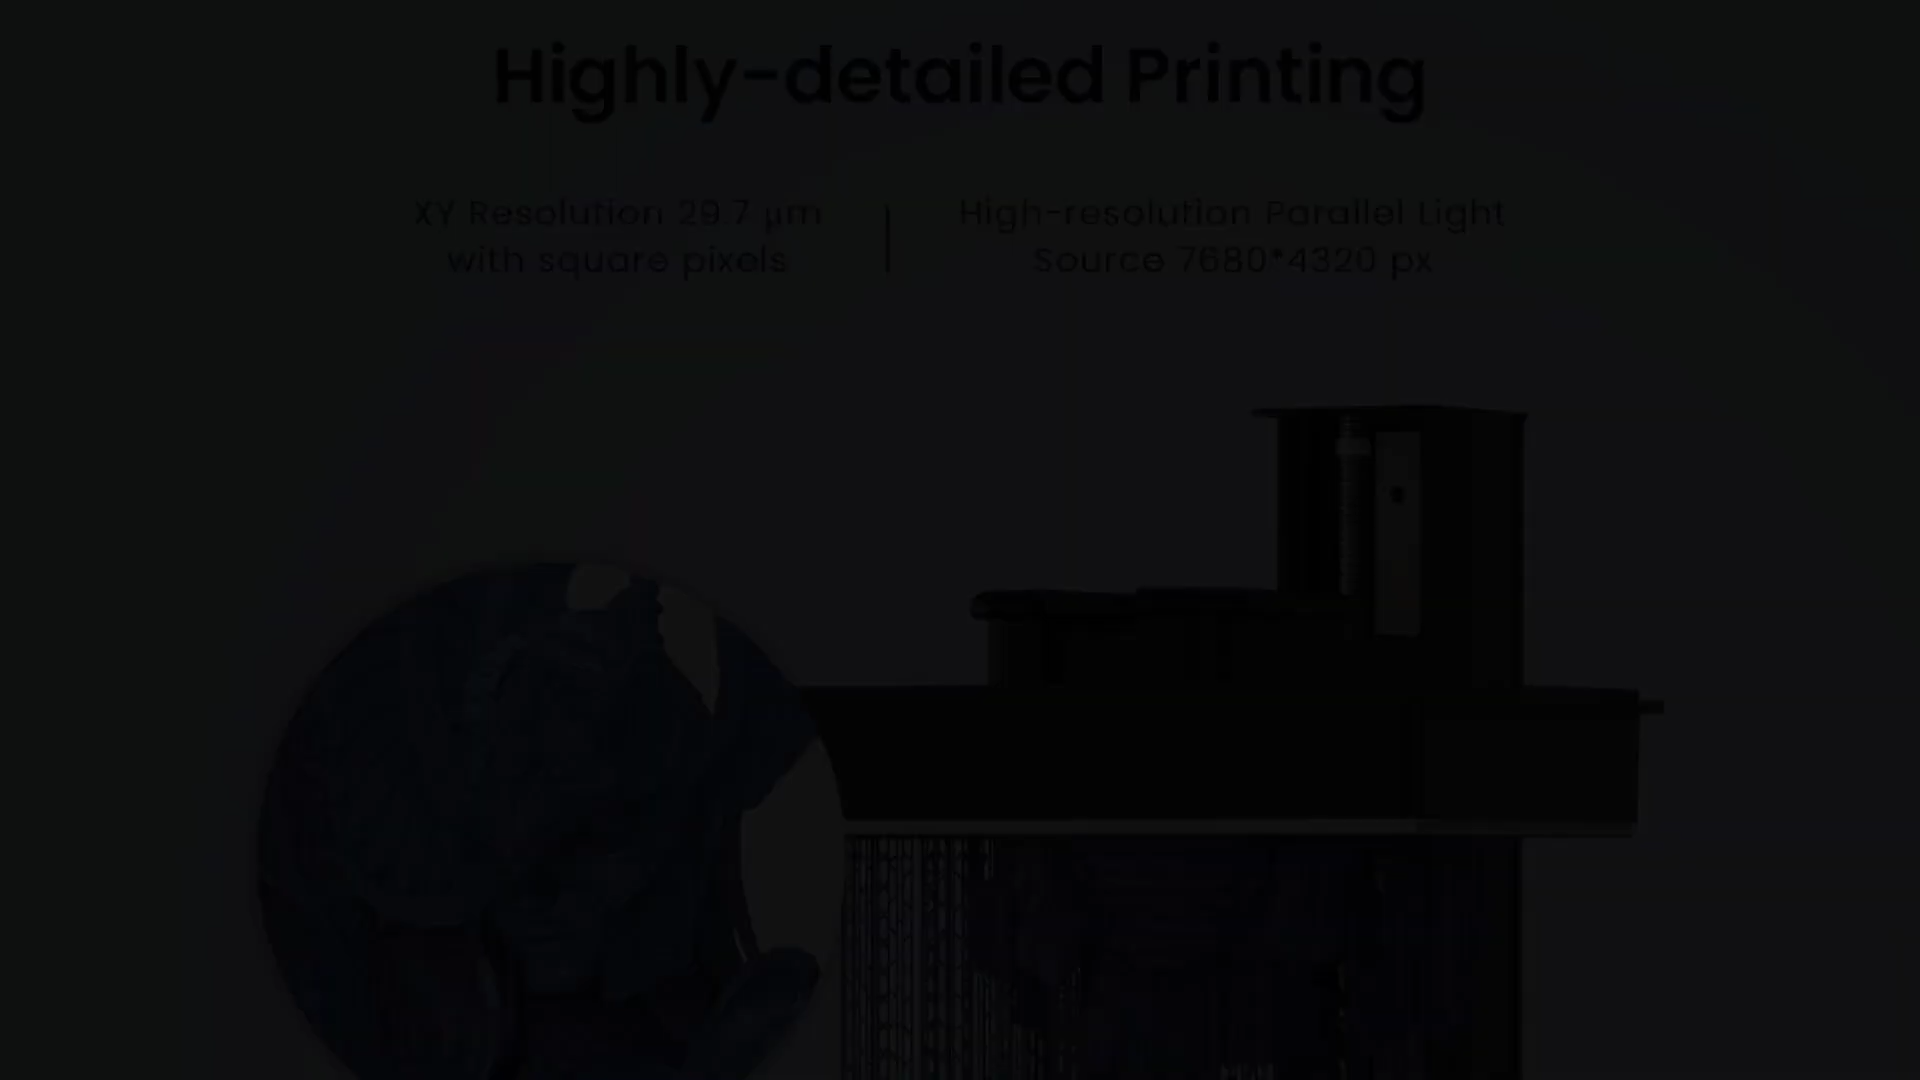 Highly-detailed Printing
XY Resolution 29.7 μm
with square pixels
High-resolution Parallel Light
Source 7680*4320 px